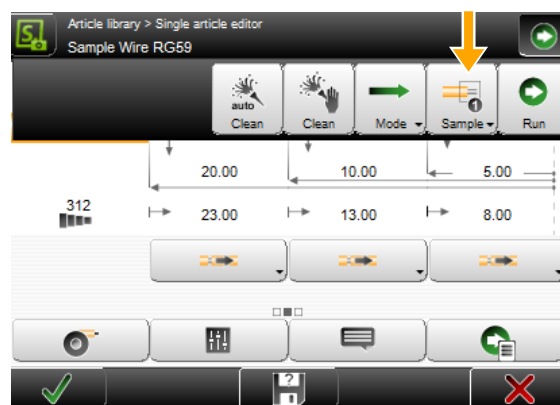 Article library > Single article editor
Sample Wire RG59
auto
Clean
Clean
Mode
1
Sample
Run
20.00
10.00
5.00
312
23.00
13.00
8.00
?